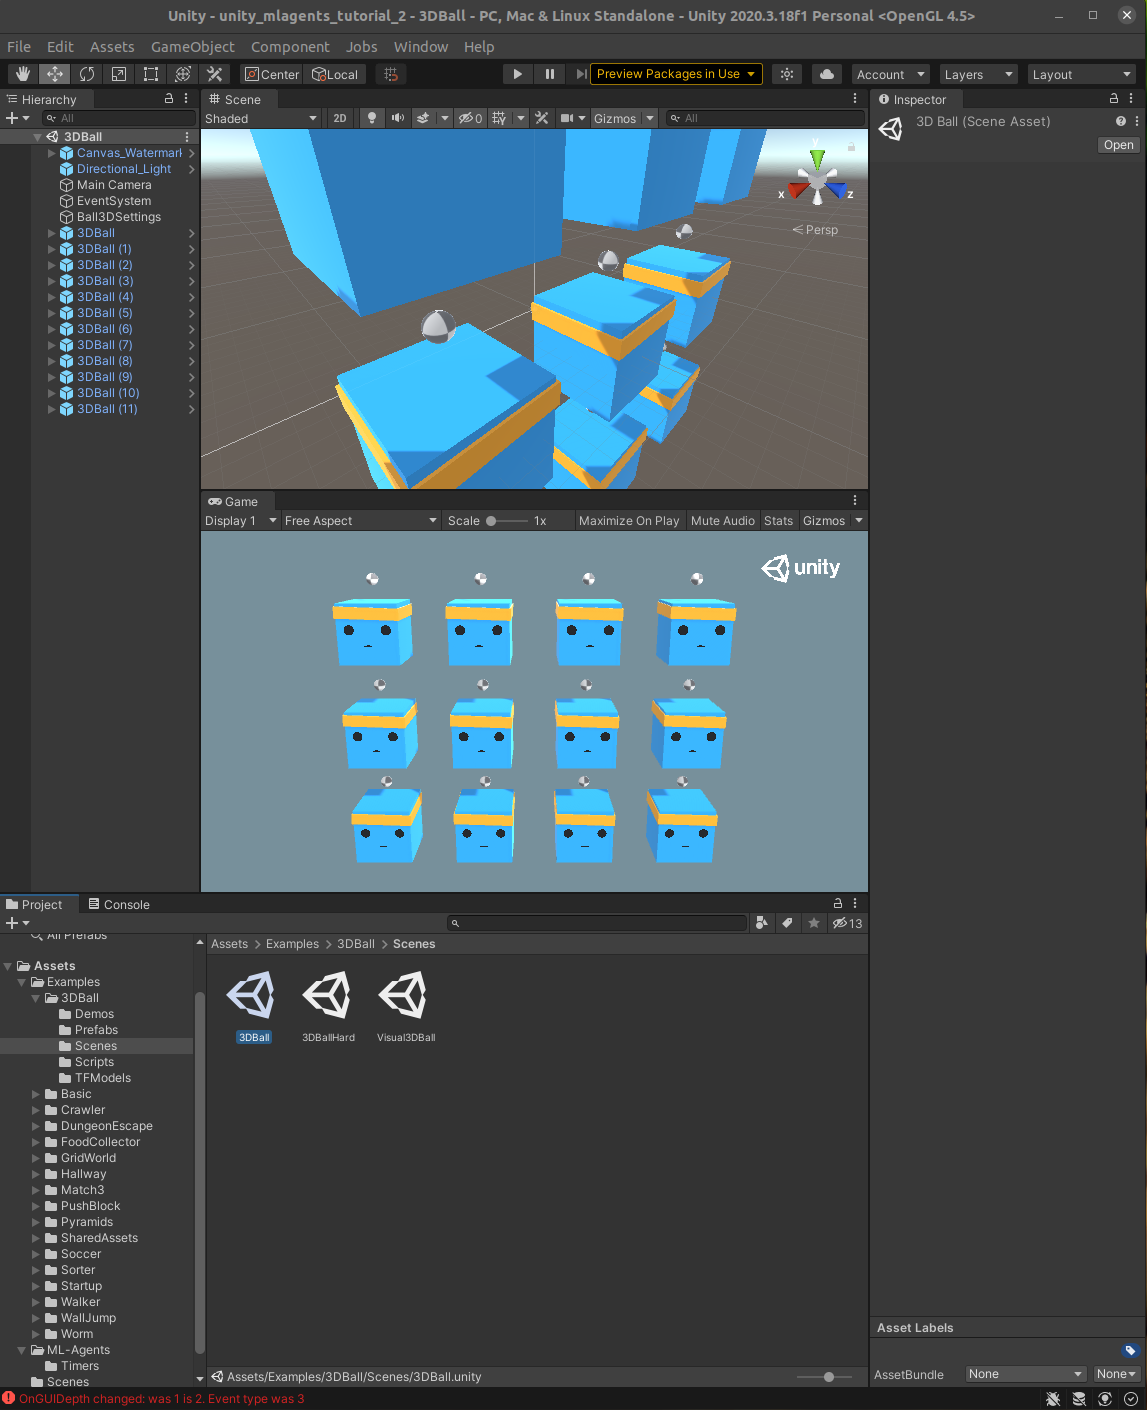 Unity - unity_mlagents_tutorial_2 - 3DBall - PC, Mac & Linux Standalone - Unity 2020.3.18f1 Personal <OpenGL 4.5>
File Edit Assets GameObject Component Jobs Window Help
Center Local Preview Packages in Use Account Layers Layout
Hierarchy
All
3DBall
Canvas_Watermark
Directional_Light
Main Camera
EventSystem
Ball3DSettings
3DBall
3DBall (1)
3DBall (2)
3DBall (3)
3DBall (4)
3DBall (5)
3DBall (6)
3DBall (7)
3DBall (8)
3DBall (9)
3DBall (10)
3DBall (11)
Scene
Shaded 2D 0 Gizmos All
y
x z
Persp
Game
Display 1 Free Aspect Scale 1x Maximize On Play Mute Audio Stats Gizmos
unity
Inspector
3D Ball (Scene Asset)
Open
Project Console
13
All Prefabs
Assets
Examples
3DBall
Demos
Prefabs
Scenes
Scripts
TFModels
Basic
Crawler
DungeonEscape
FoodCollector
GridWorld
Hallway
Match3
PushBlock
Pyramids
SharedAssets
Soccer
Sorter
Startup
Walker
WallJump
Worm
ML-Agents
Timers
Scenes
Assets > Examples > 3DBall > Scenes
3DBall 3DBallHard Visual3DBall
Assets/Examples/3DBall/Scenes/3DBall.unity
Asset Labels
AssetBundle None None
OnGUIDepth changed: was 1 is 2. Event type was 3